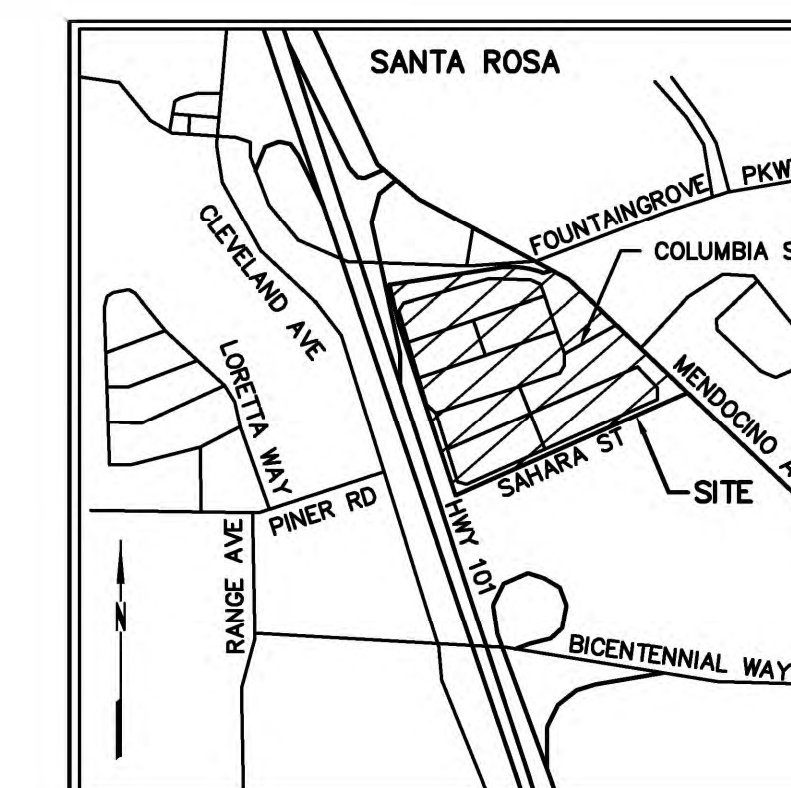 SANTA ROSA
FOUNTAINGROVE PKW
COLUMBIA S
CLEVELAND AVE
LORETTA WAY
MENDOCINO A
SAHARA ST
SITE
PINER RD
HWY 101
RANGE AVE
N
BICENTENNIAL WAY